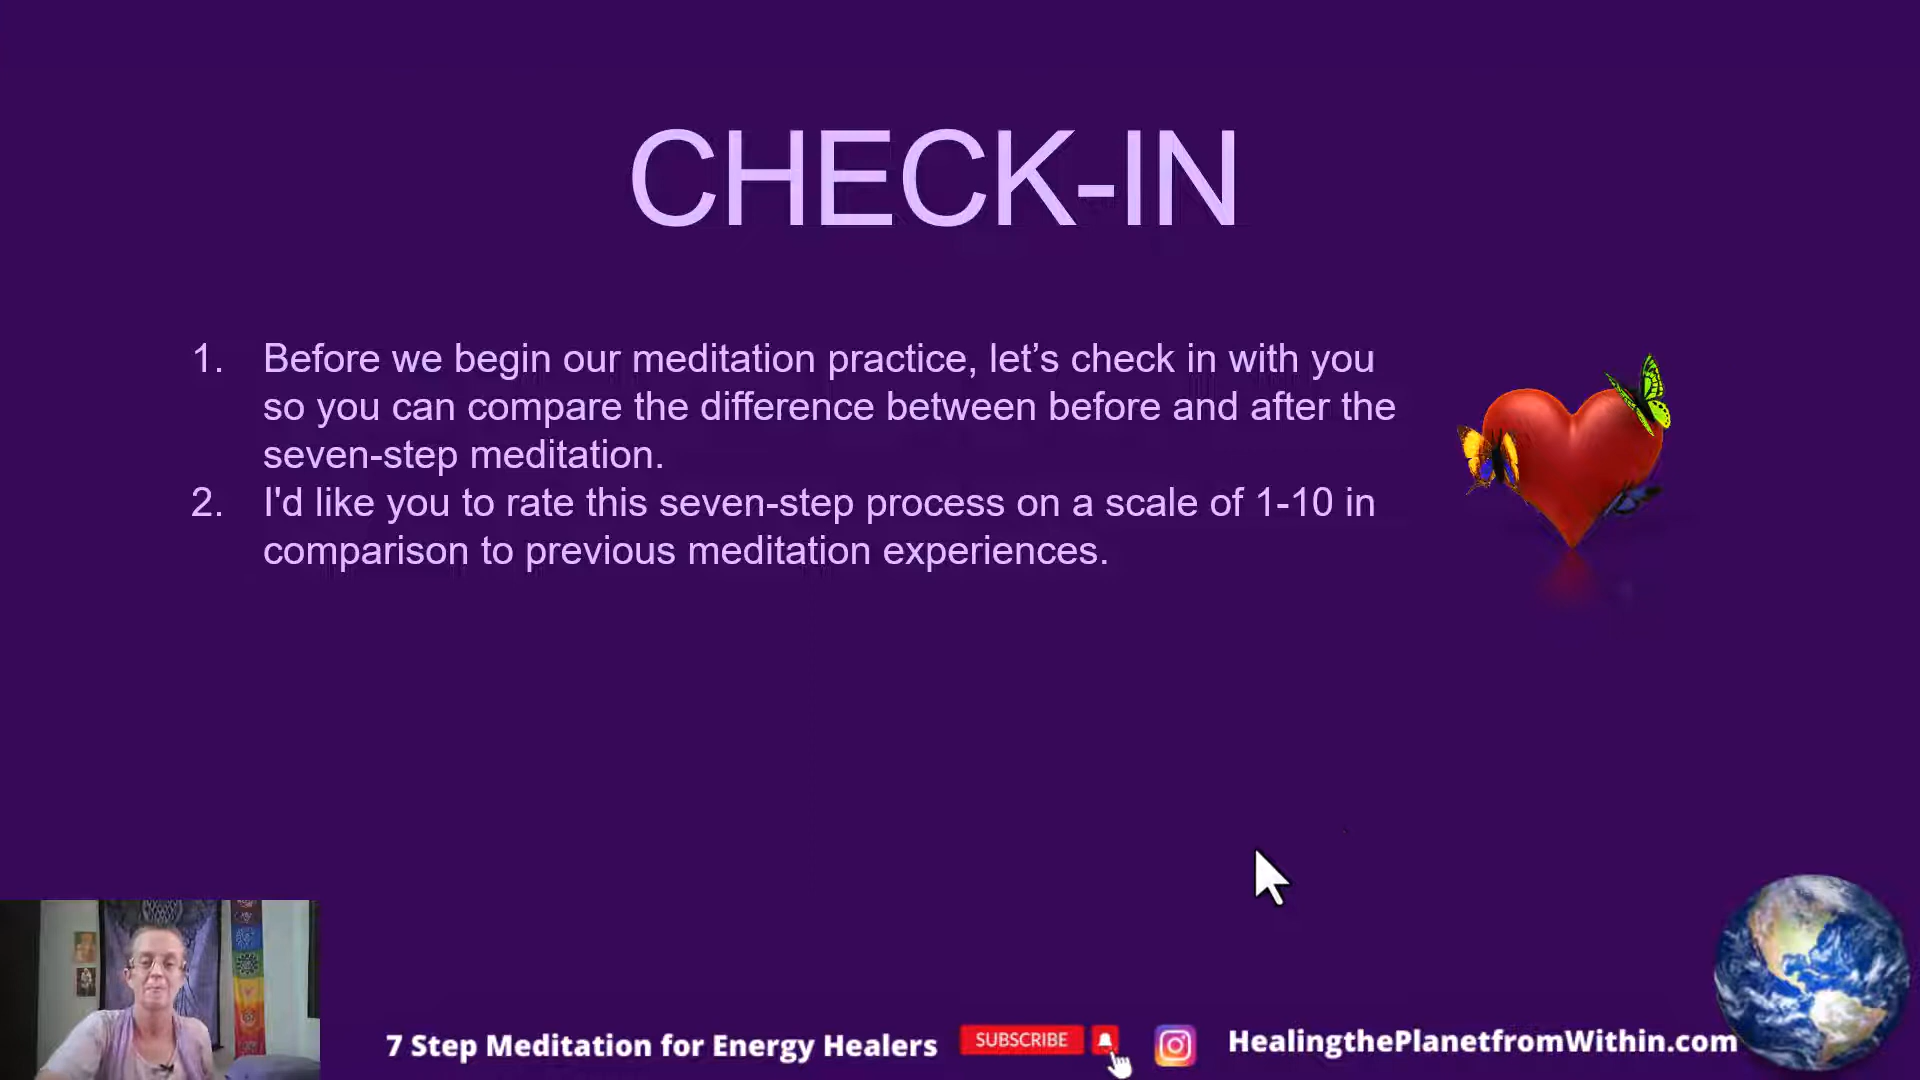 CHECK-IN
1. Before we begin our meditation practice, let’s check in with you
so you can compare the difference between before and after the
seven-step meditation.
2. I'd like you to rate this seven-step process on a scale of 1-10 in
comparison to previous meditation experiences.
7 Step Meditation for Energy Healers
SUBSCRIBE
HealingthePlanetfromWithin.com